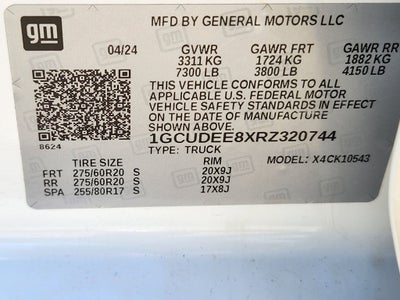 gm
MFD BY GENERAL MOTORS LLC
04/24 GVWR GAWR FRT GAWR RR
3311 KG 1724 KG 1882 KG
7300 LB 3800 LB 4150 LB
THIS VEHICLE CONFORMS TO ALL
APPLICABLE U.S. FEDERAL MOTOR
VEHICLE SAFETY STANDARDS IN
EFFECT ON THE DATE OF MANUFACTURE
SHOWN ABOVE.
8624
1GCUDEE8XRZ320744
TYPE: TRUCK MODEL: X4CK10543
TIRE SIZE RIM
FRT 275/60R20 S 20X9J
RR 275/60R20 S 20X9J
SPA 255/80R17 S 17X8J